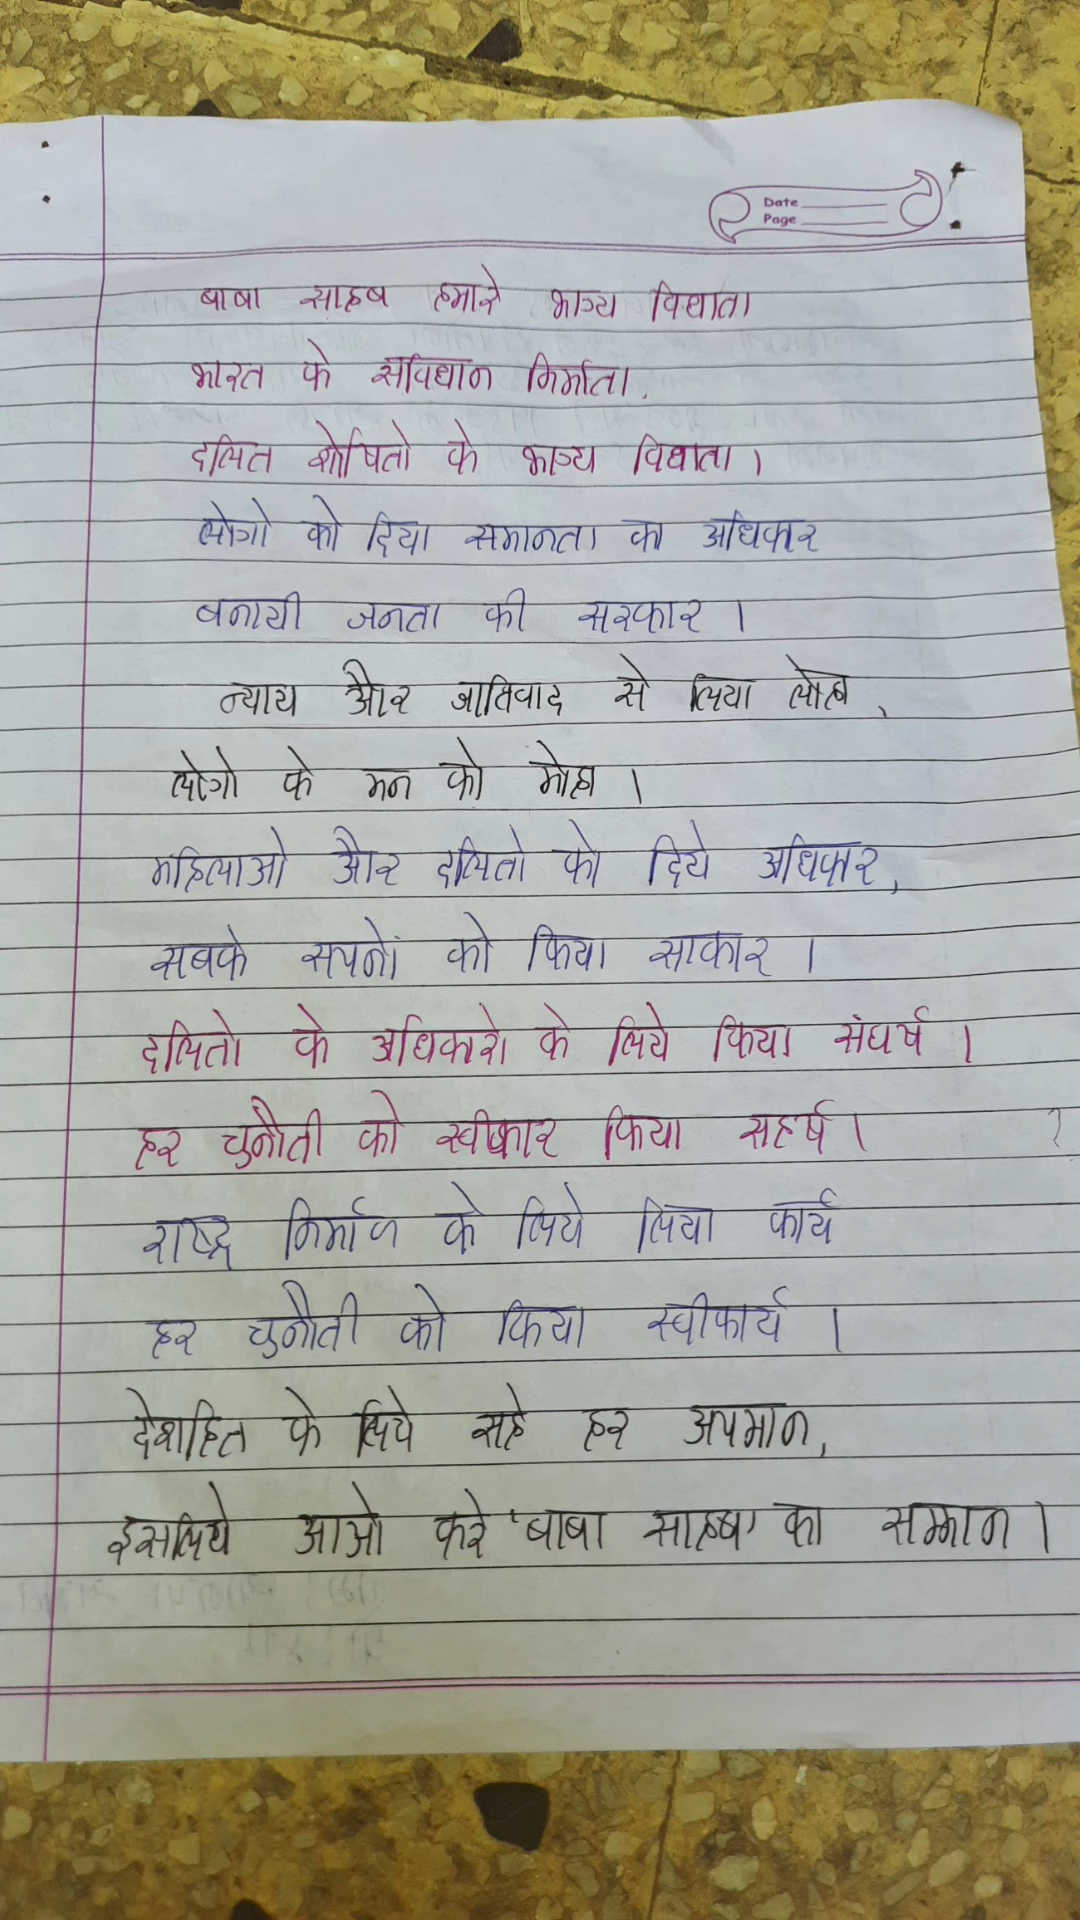 Date
Page
बाबा साहब हमारे भाग्य विधाता
भारत के संविधान निर्माता,
दलित शोषितो के भाग्य विधाता।
लोगो को दिया समानता का अधिकार
बनायी जनता की सरकार।
न्याय और जातिवाद से लिया लोहा,
लोगो के मन को मोहा।
महिलाओ और दलितो को दिये अधिकार,
सबके सपनों को किया साकार।
दलितो के अधिकारो के लिये किया संघर्ष।
हर चुनौती को स्वीकार किया सहर्ष।
राष्ट्र निर्माण के लिये लिया कार्य
हर चुनौती को किया स्वीकार्य।
देशहित के लिये सहे हर अपमान,
इसलिये आओ करे 'बाबा साहब' का सम्मान।